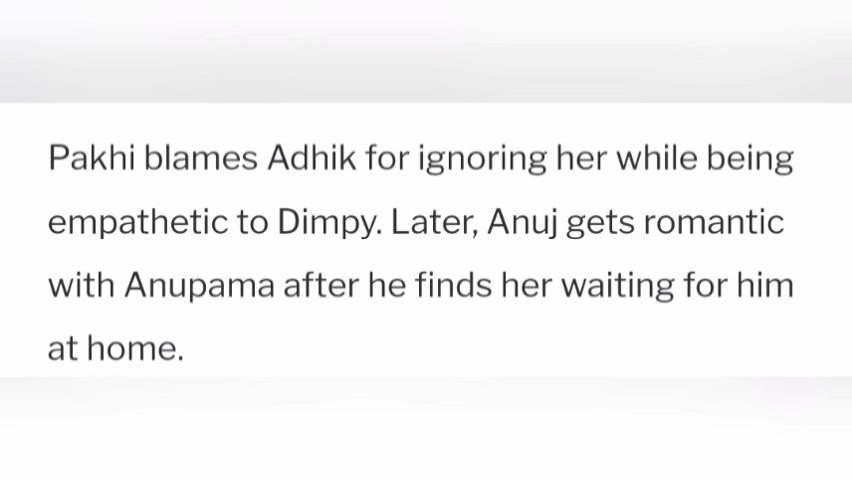 Pakhi blames Adhik for ignoring her while being
empathetic to Dimpy. Later, Anuj gets romantic
with Anupama after he finds her waiting for him
at home.